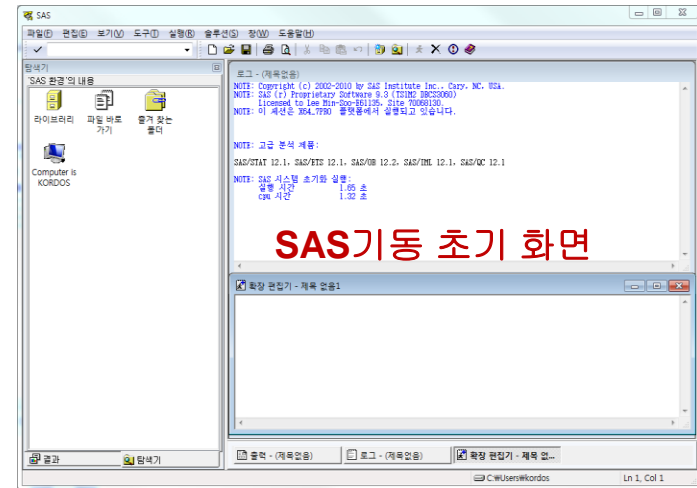 SAS
파일(F) 편집(E) 보기(V) 도구(T) 실행(R) 솔루션(S) 창(W) 도움말(H)
탐색기
'SAS 환경'의 내용
라이브러리
파일 바로 가기
즐겨 찾는 폴더
Computer is KORDOS
로그 - (제목없음)
NOTE: Copyright (c) 2002-2010 by SAS Institute Inc., Cary, NC, USA.
NOTE: SAS (r) Proprietary Software 9.3 (TS1M2 DBCS3060)
Licensed to Lee Min-Soo-E61135, Site 70068130.
NOTE: 이 세션은 X64_7PRO 플랫폼에서 실행되고 있습니다.
NOTE: 고급 분석 제품:
SAS/STAT 12.1, SAS/ETS 12.1, SAS/OR 12.2, SAS/IML 12.1, SAS/QC 12.1
NOTE: SAS 시스템 초기화 실행:
실행 시간 1.65 초
cpu 시간 1.32 초
SAS기동 초기 화면
확장 편집기 - 제목 없음1
결과
탐색기
출력 - (제목없음)
로그 - (제목없음)
확장 편집기 - 제목 없...
C:₩Users₩kordos
Ln 1, Col 1